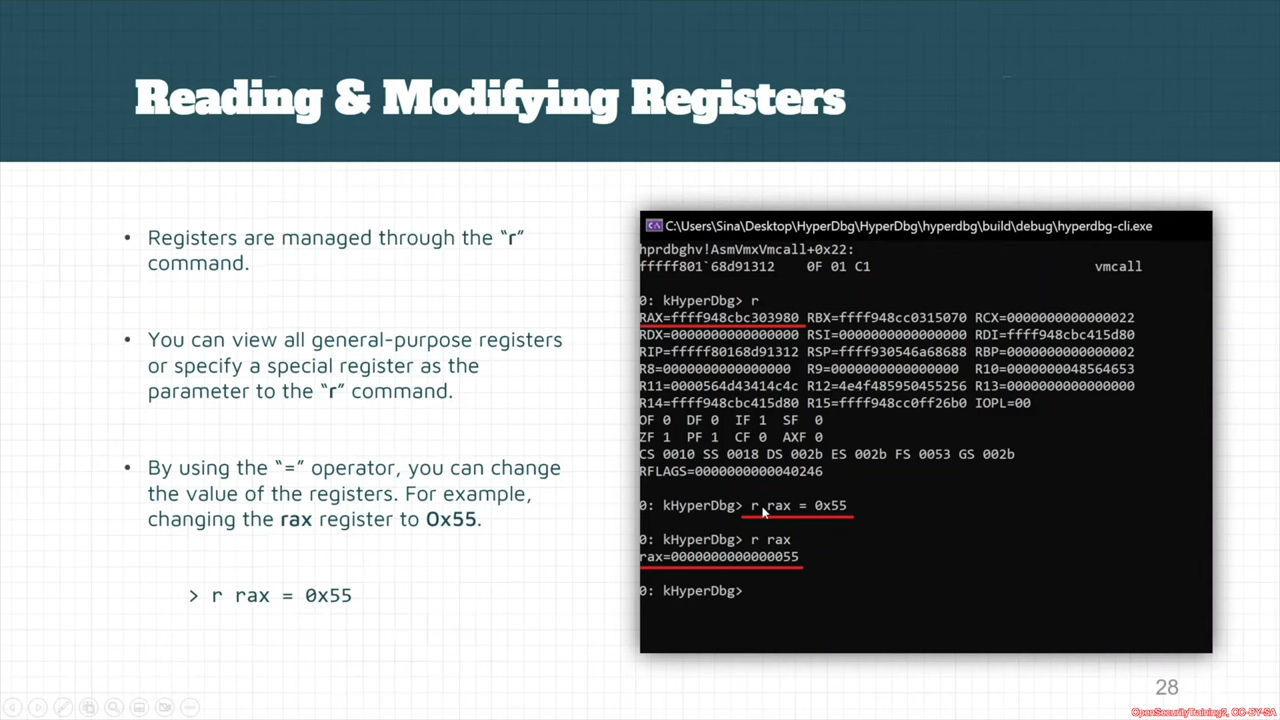 Reading & Modifying Registers
• Registers are managed through the “r”
command.
• You can view all general-purpose registers
or specify a special register as the
parameter to the “r” command.
• By using the “=” operator, you can change
the value of the registers. For example,
changing the rax register to 0x55.
> r rax = 0x55
C:\Users\Sina\Desktop\HyperDbg\HyperDbg\hyperdbg\build\debug\hyperdbg-cli.exe
hprdbghv!AsmVmxVmcall+0x22:
fffff801`68d91312 0F 01 C1 vmcall
0: kHyperDbg> r
RAX=ffff948cbc303980 RBX=ffff948cc0315070 RCX=0000000000000022
RDX=0000000000000000 RSI=0000000000000000 RDI=ffff948cbc415d80
RIP=fffff80168d91312 RSP=ffff930546a68688 RBP=0000000000000002
R8=0000000000000000 R9=0000000000000000 R10=0000000048564653
R11=0000564d43414c4c R12=4e4f485950455256 R13=0000000000000000
R14=ffff948cbc415d80 R15=ffff948cc0ff26b0 IOPL=00
OF 0 DF 0 IF 1 SF 0
ZF 1 PF 1 CF 0 AXF 0
CS 0010 SS 0018 DS 002b ES 002b FS 0053 GS 002b
RFLAGS=0000000000040246
0: kHyperDbg> r rax = 0x55
0: kHyperDbg> r rax
rax=0000000000000055
0: kHyperDbg>
28
OpenSecurityTraining2, CC-BY-SA